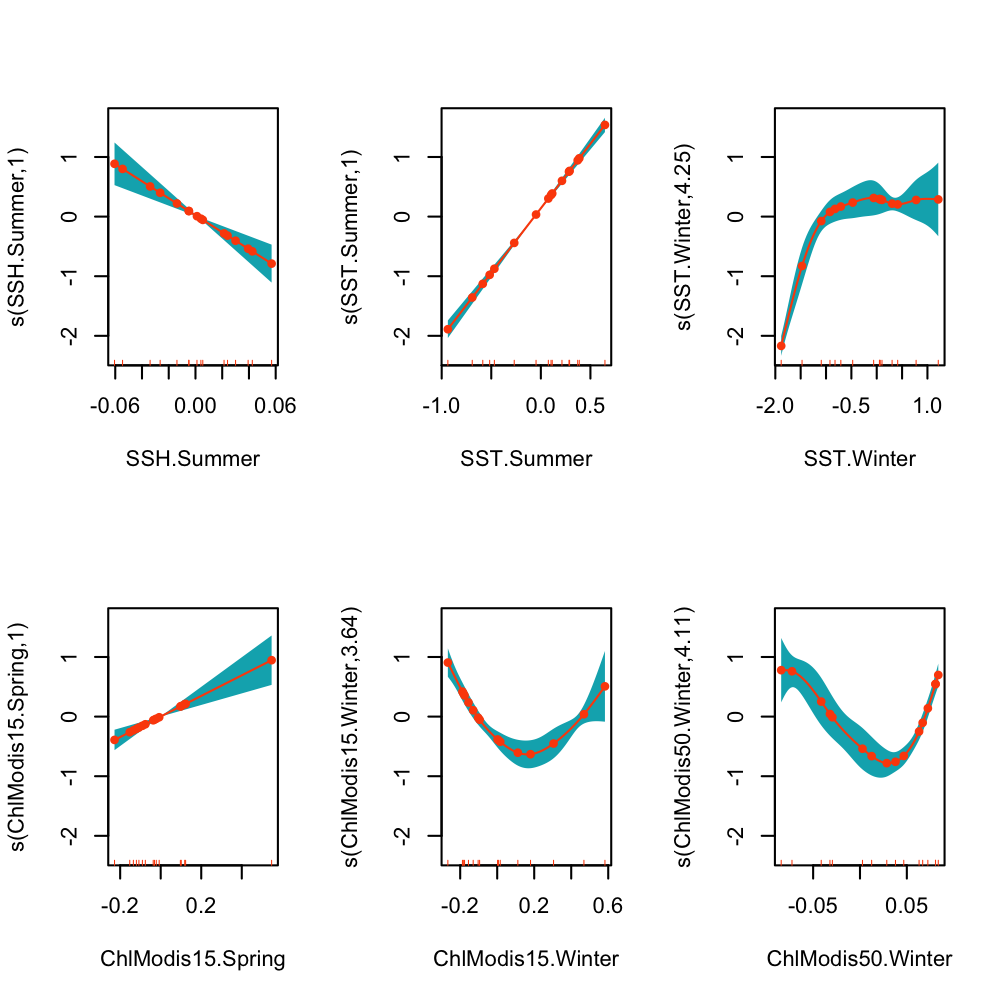 s(SSH.Summer,1)
1
0
-1
-2
-0.06 0.00 0.06
SSH.Summer
s(SST.Summer,1)
1
0
-1
-2
-1.0 0.0 0.5
SST.Summer
s(SST.Winter,4.25)
1
0
-1
-2
-2.0 -0.5 1.0
SST.Winter
s(ChlModis15.Spring,1)
1
0
-1
-2
-0.2 0.2
ChlModis15.Spring
s(ChlModis15.Winter,3.64)
1
0
-1
-2
-0.2 0.2 0.6
ChlModis15.Winter
s(ChlModis50.Winter,4.11)
1
0
-1
-2
-0.05 0.05
ChlModis50.Winter